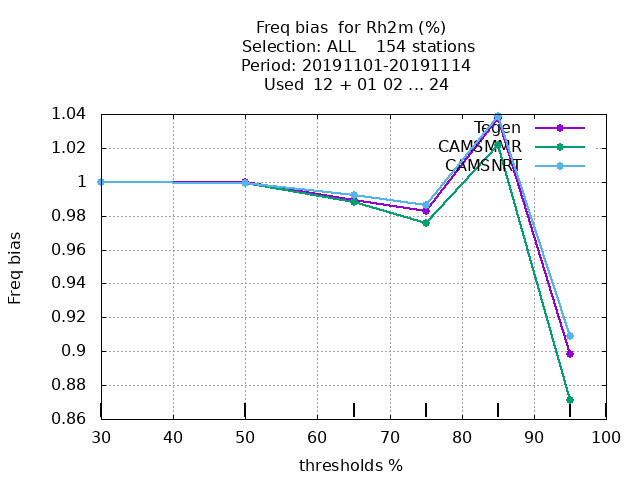 Freq bias  for Rh2m (%)
Selection: ALL    154 stations
Period: 20191101-20191114
Used  12 + 01 02 ... 24
Tegen
CAMSMMR
CAMSNRT
1.04
1.02
1
0.98
0.96
0.94
0.92
0.9
0.88
0.86
Freq bias
30 40 50 60 70 80 90 100
thresholds %